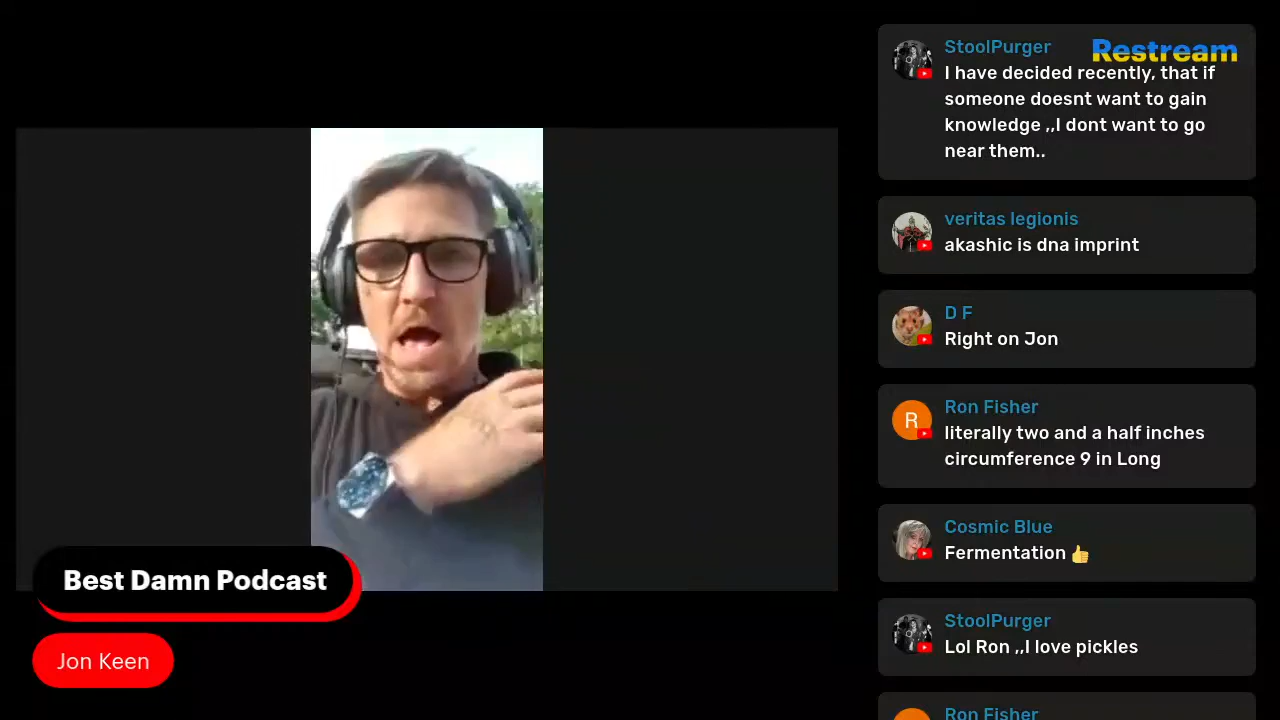 Restream
StoolPurger
I have decided recently, that if
someone doesnt want to gain
knowledge ,,I dont want to go
near them..
veritas legionis
akashic is dna imprint
D F
Right on Jon
R
Ron Fisher
literally two and a half inches
circumference 9 in Long
Cosmic Blue
Fermentation 👍
StoolPurger
Lol Ron ,,I love pickles
Ron Fisher
Best Damn Podcast
Jon Keen